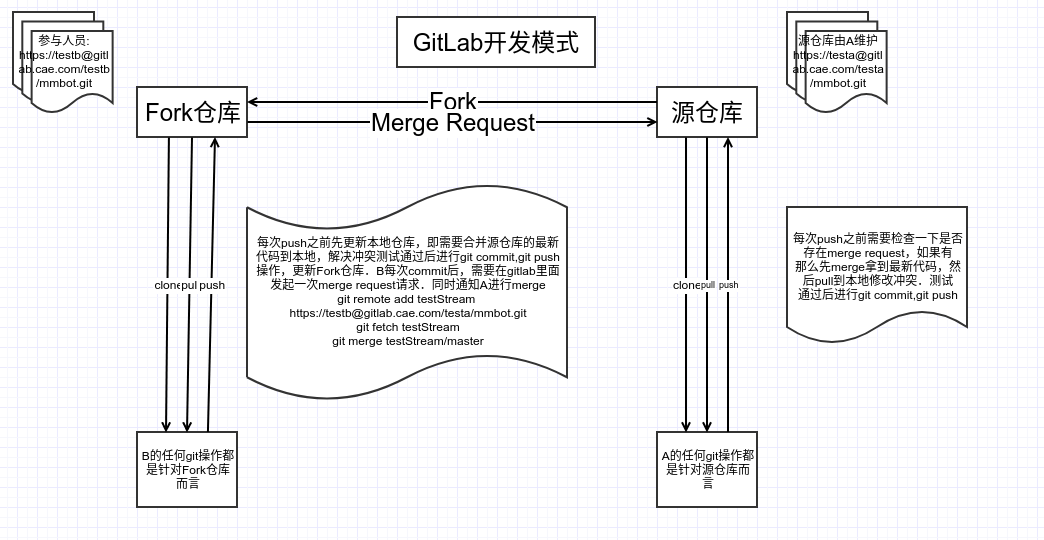 参与人员:
https://testb@gitl
ab.cae.com/testb
/mmbot.git
GitLab开发模式
源仓库由A维护
https://testa@gitl
ab.cae.com/testa
/mmbot.git
Fork仓库
Fork
Merge Request
源仓库
每次push之前先更新本地仓库，即需要合并源仓库的最新
代码到本地，解决冲突测试通过后进行git commit,git push
操作，更新Fork仓库．B每次commit后，需要在gitlab里面
发起一次merge request请求．同时通知A进行merge
git remote add testStream
https://testb@gitlab.cae.com/testa/mmbot.git
git fetch testStream
git merge testStream/master
每次push之前需要检查一下是否
存在merge request，如果有
那么先merge拿到最新代码，然
后pull到本地修改冲突．测试
通过后进行git commit,git push
clone
pull
push
clone
pull
push
B的任何git操作都
是针对Fork仓库
而言
A的任何git操作都
是针对源仓库而
言